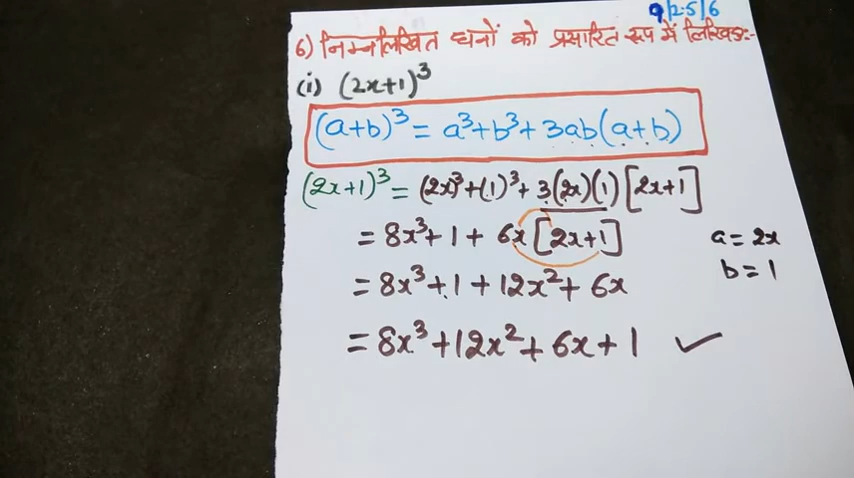 9/2.5/6
6) निम्नलिखित घनों को प्रसारित रूप में लिखिए:-
(i) (2x+1)³
(a+b)³ = a³+b³+3ab(a+b)
(2x+1)³ = (2x)³+(1)³+3(2x)(1)[2x+1]
= 8x³+1+6x[2x+1]
a=2x
= 8x³+1+12x²+6x
b=1
= 8x³+12x²+6x+1 ✓